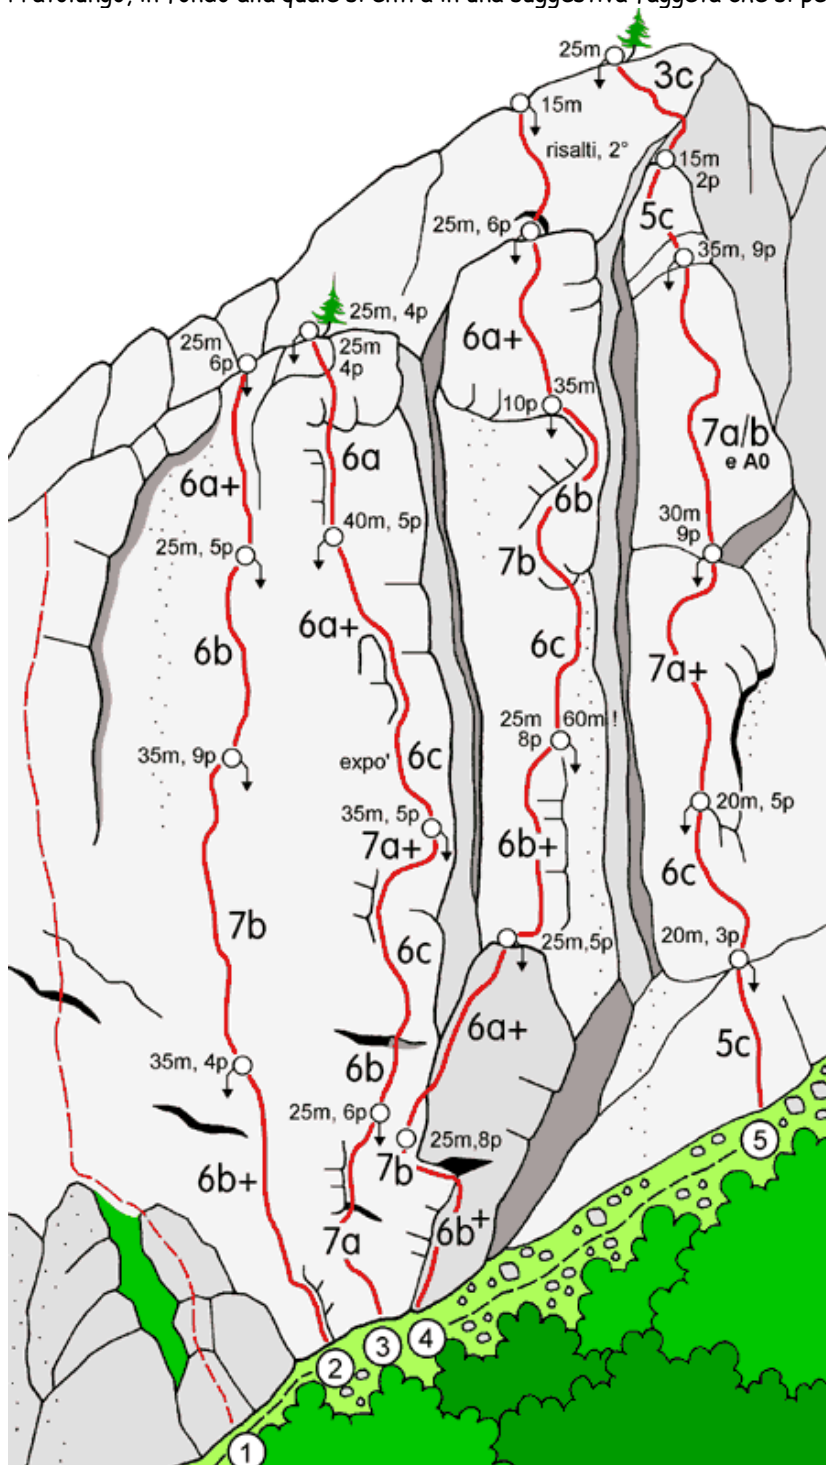 25m
3c
15m
risalti, 2°
15m
2p
5c
25m, 6p
35m, 9p
25m, 4p
25m
6p
25m
4p
6a+
35m
10p
7a/b
e A0
6a
6a+
6b
30m
9p
40m, 5p
25m, 5p
7b
6a+
6b
6c
7a+
25m
8p
60m !
35m, 9p
expo'
6c
20m, 5p
35m, 5p
7a+
6b+
6c
7b
20m, 3p
6c
25m,5p
6a+
5c
35m, 4p
6b
25m, 6p
25m,8p
5
7b
6b+
7a
6b+
2
3
4
1